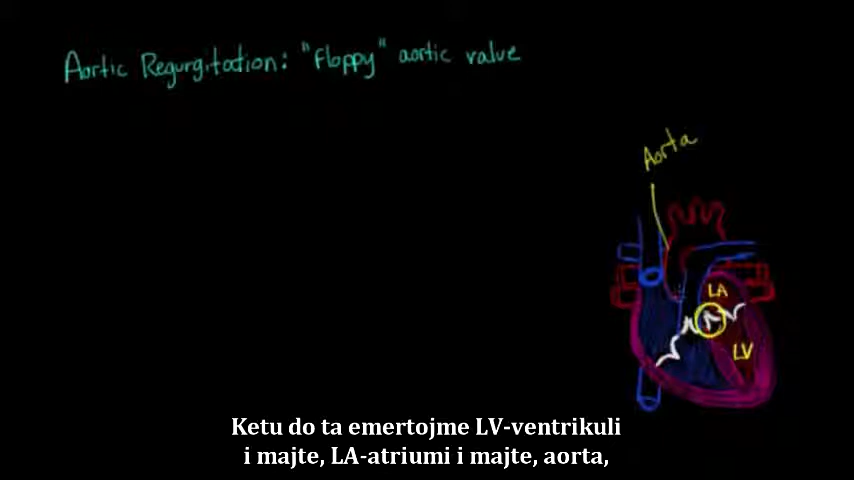 Aortic Regurgitation: "Floppy" aortic valve
Aorta
LA
LV
Ketu do ta emertojme LV-ventrikuli
i majte, LA-atriumi i majte, aorta,